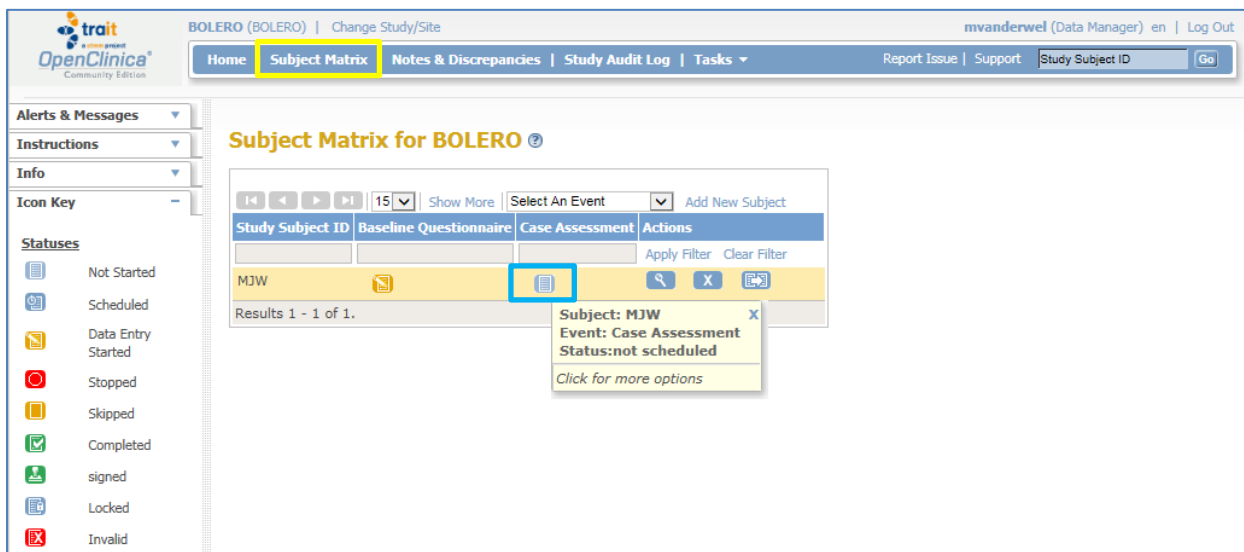 trait
a ctmm project
OpenClinica®
Community Edition
BOLERO (BOLERO) | Change Study/Site
mvanderwel (Data Manager) en | Log Out
Home Subject Matrix Notes & Discrepancies | Study Audit Log | Tasks
Report Issue | Support Study Subject ID Go
Alerts & Messages
Instructions
Info
Icon Key
Statuses
Not Started
Scheduled
Data Entry
Started
Stopped
Skipped
Completed
signed
Locked
Invalid
Subject Matrix for BOLERO ?
15 Show More Select An Event Add New Subject
Study Subject ID Baseline Questionnaire Case Assessment Actions
Apply Filter Clear Filter
MJW X
Results 1 - 1 of 1.
Subject: MJW X
Event: Case Assessment
Status:not scheduled
Click for more options